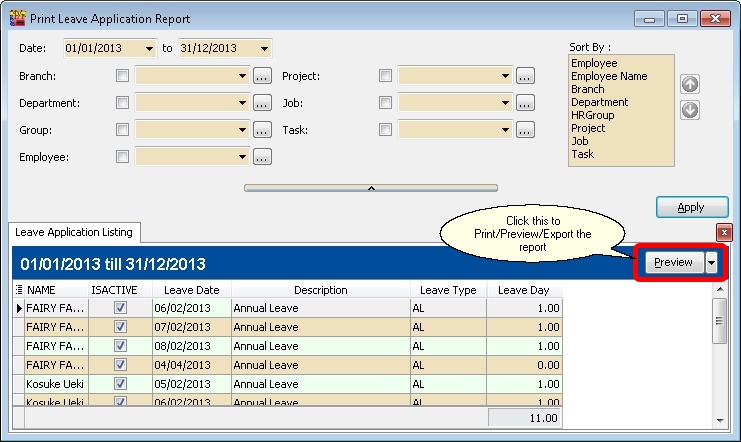 Print Leave Application Report
Date: 01/01/2013 to 31/12/2013
Sort By :
Branch: ... Project: ...
Department: ... Job: ...
Group: ... Task: ...
Employee: ...
Employee
Employee Name
Branch
Department
HRGroup
Project
Job
Task
Apply
Click this to
Print/Preview/Export the
report
Leave Application Listing
01/01/2013 till 31/12/2013
Preview
NAME ISACTIVE Leave Date Description Leave Type Leave Day
FAIRY FA... 06/02/2013 Annual Leave AL 1.00
FAIRY FA... 07/02/2013 Annual Leave AL 1.00
FAIRY FA... 08/02/2013 Annual Leave AL 1.00
FAIRY FA... 04/04/2013 Annual Leave AL 0.00
Kosuke Ueki 05/02/2013 Annual Leave AL 1.00
Kosuke Ueki 06/02/2013 Annual Leave AL 1.00
11.00